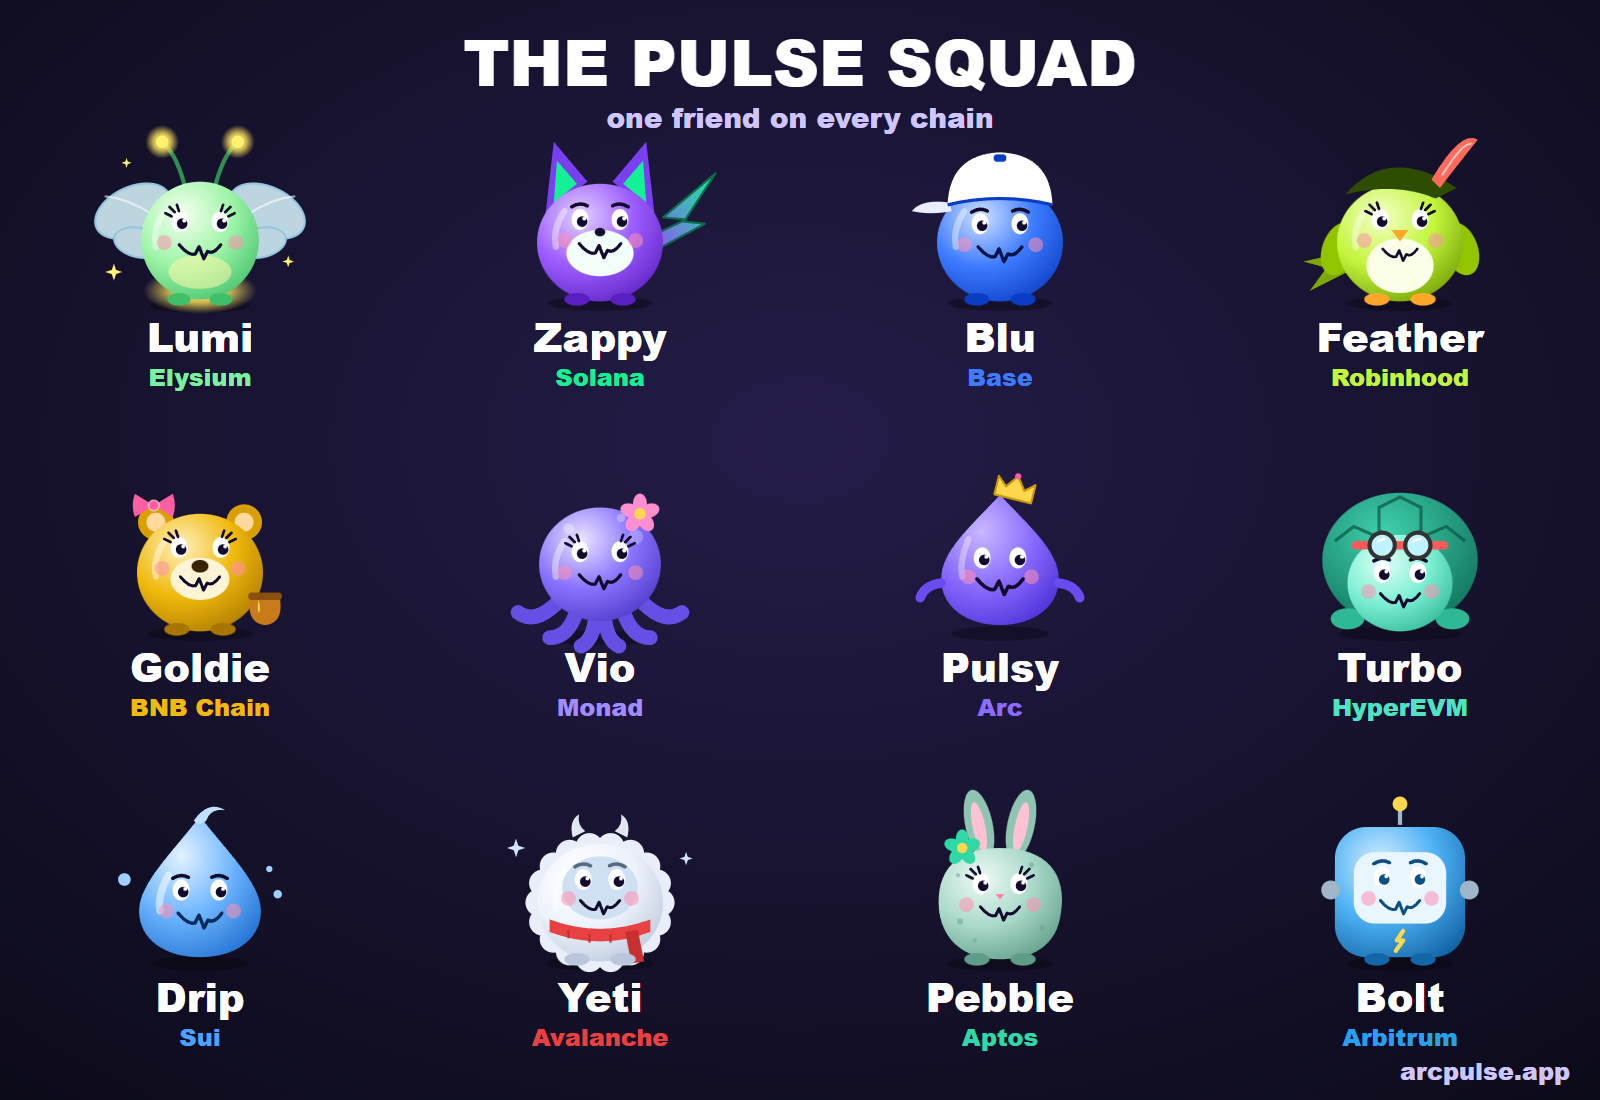 THE PULSE SQUAD
one friend on every chain
Lumi
Elysium
Zappy
Solana
Blu
Base
Feather
Robinhood
Goldie
BNB Chain
Vio
Monad
Pulsy
Arc
Turbo
HyperEVM
Drip
Sui
Yeti
Avalanche
Pebble
Aptos
Bolt
Arbitrum
arcpulse.app